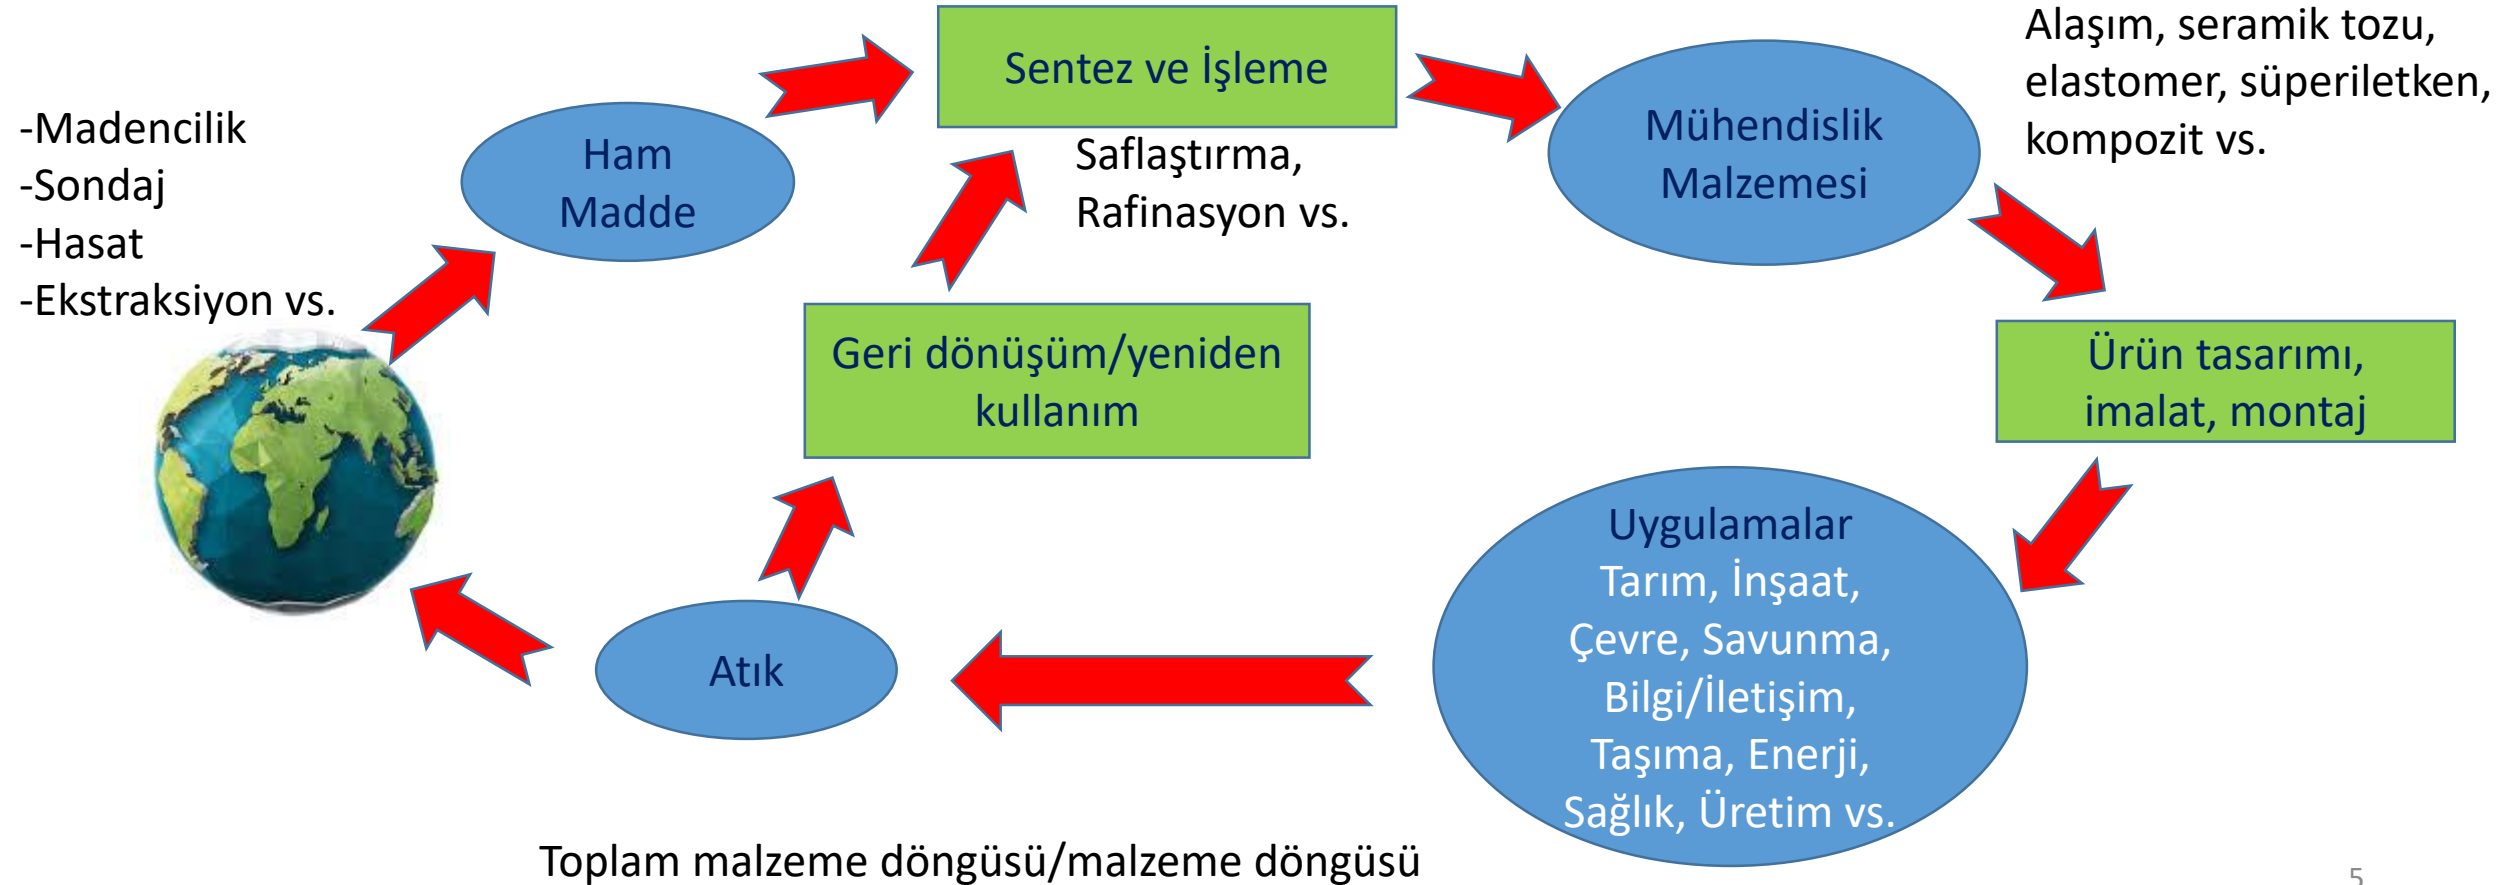 -Madencilik
-Sondaj
-Hasat
-Ekstraksiyon vs.
Ham
Madde
Sentez ve İşleme
Saflaştırma,
Rafinasyon vs.
Mühendislik
Malzemesi
Alaşım, seramik tozu,
elastomer, süperiletken,
kompozit vs.
Geri dönüşüm/yeniden
kullanım
Ürün tasarımı,
imalat, montaj
Uygulamalar
Tarım, İnşaat,
Çevre, Savunma,
Bilgi/İletişim,
Taşıma, Enerji,
Sağlık, Üretim vs.
Atık
Toplam malzeme döngüsü/malzeme döngüsü
5